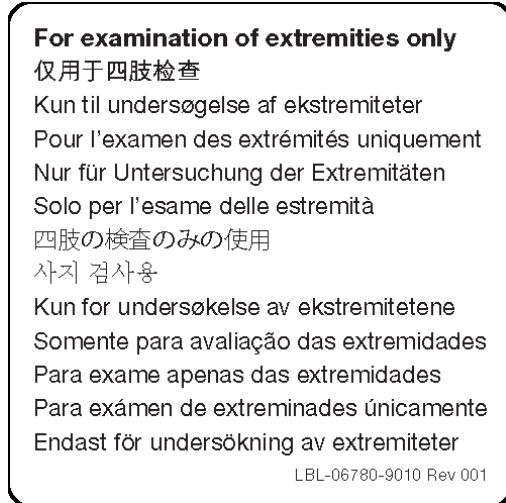 For examination of extremities only
仅用于四肢检查
Kun til undersøgelse af ekstremiteter
Pour l'examen des extrémités uniquement
Nur für Untersuchung der Extremitäten
Solo per l'esame delle estremità
四肢の検査のみの使用
사지 검사용
Kun for undersøkelse av ekstremitetene
Somente para avaliação das extremidades
Para exame apenas das extremidades
Para exámen de extreminades únicamente
Endast för undersökning av extremiteter
LBL-06780-9010 Rev 001